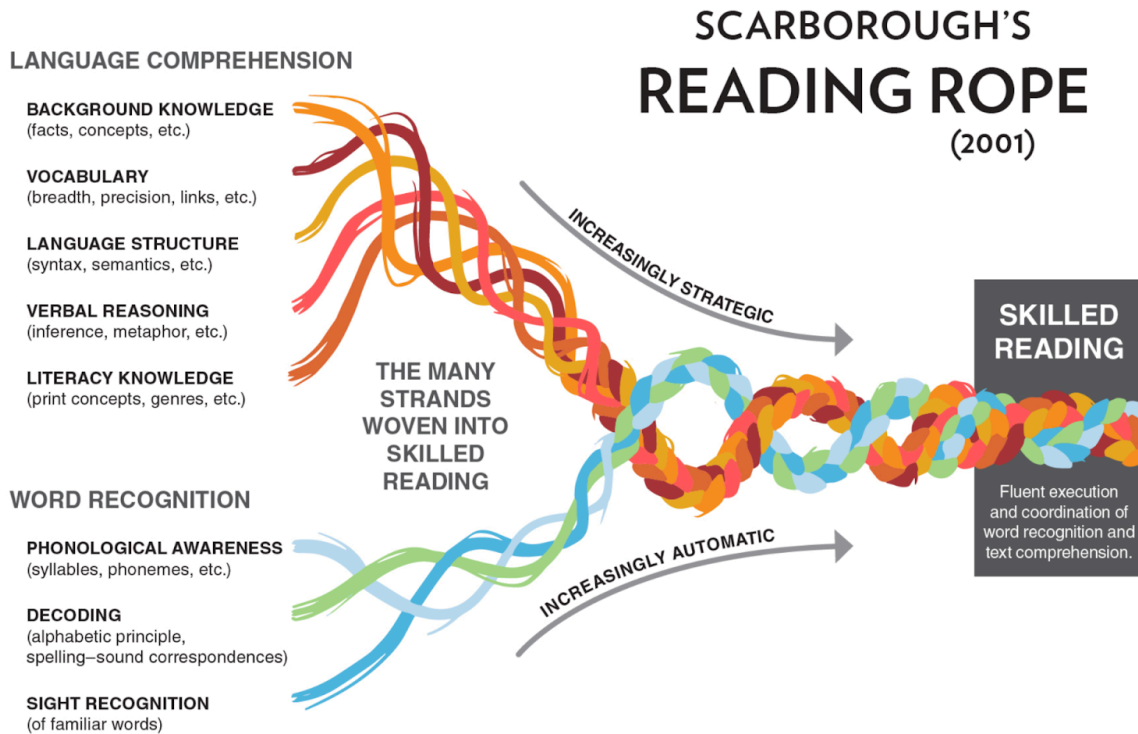 SCARBOROUGH'S
READING ROPE
(2001)
LANGUAGE COMPREHENSION
BACKGROUND KNOWLEDGE
(facts, concepts, etc.)
VOCABULARY
(breadth, precision, links, etc.)
LANGUAGE STRUCTURE
(syntax, semantics, etc.)
VERBAL REASONING
(inference, metaphor, etc.)
LITERACY KNOWLEDGE
(print concepts, genres, etc.)
WORD RECOGNITION
PHONOLOGICAL AWARENESS
(syllables, phonemes, etc.)
DECODING
(alphabetic principle,
spelling–sound correspondences)
SIGHT RECOGNITION
(of familiar words)
THE MANY
STRANDS
WOVEN INTO
SKILLED
READING
INCREASINGLY STRATEGIC
INCREASINGLY AUTOMATIC
SKILLED
READING
Fluent execution
and coordination of
word recognition and
text comprehension.